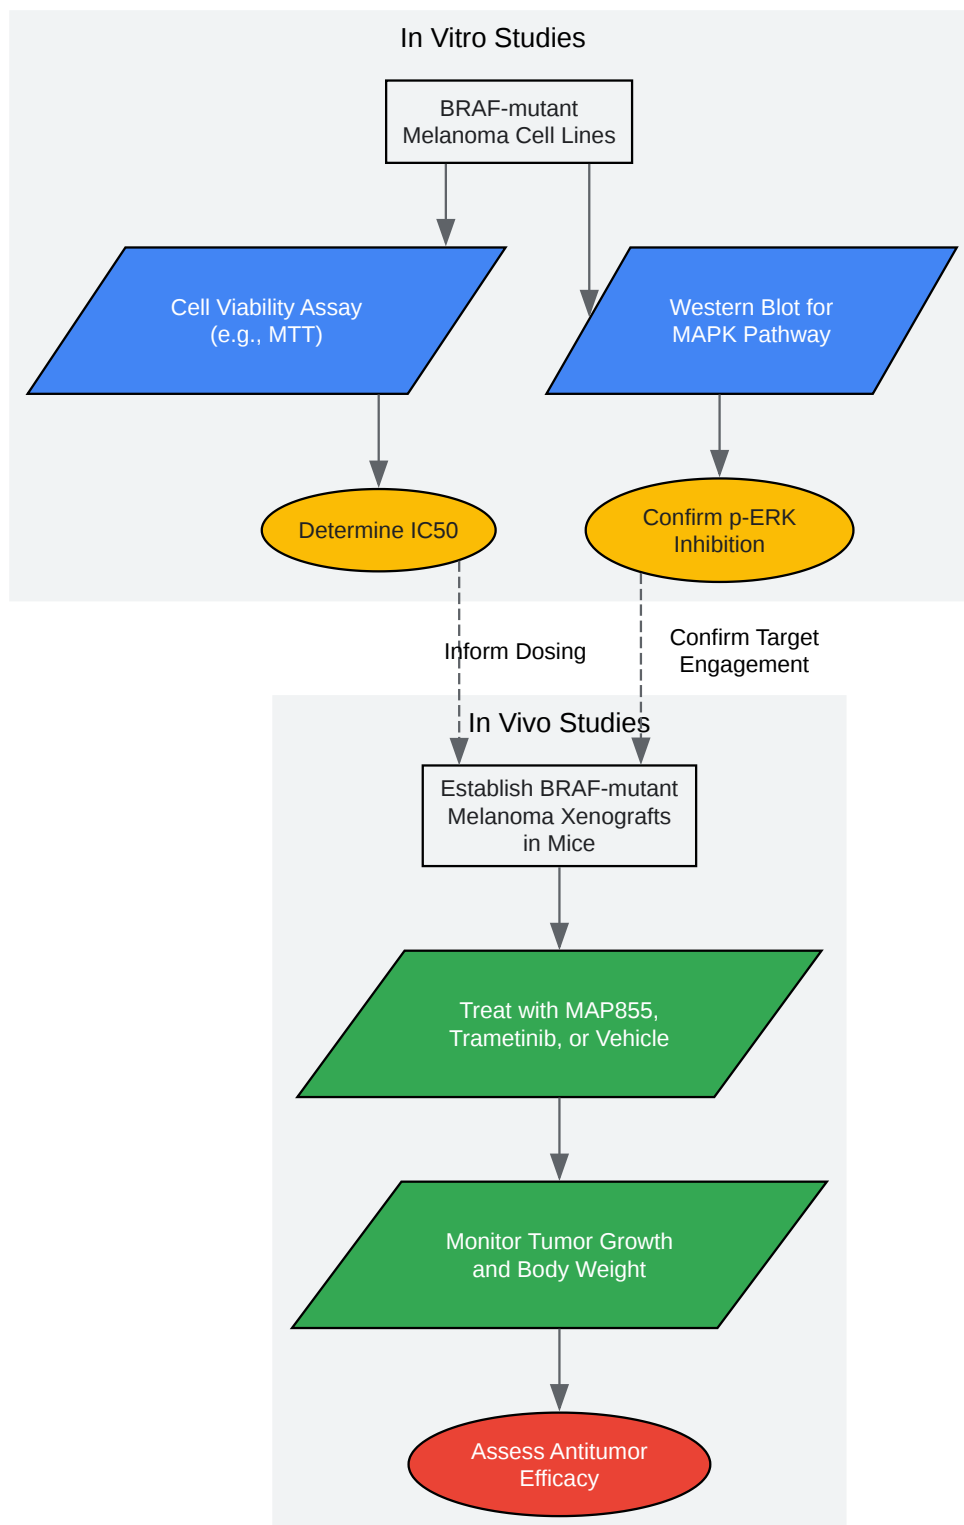 In Vitro Studies
BRAF-mutant
Melanoma Cell Lines
Cell Viability Assay
(e.g., MTT)
Western Blot for
MAPK Pathway
Determine IC50
Confirm p-ERK
Inhibition
Inform Dosing
Confirm Target
Engagement
In Vivo Studies
Establish BRAF-mutant
Melanoma Xenografts
in Mice
Treat with MAP855,
Trametinib, or Vehicle
Monitor Tumor Growth
and Body Weight
Assess Antitumor
Efficacy